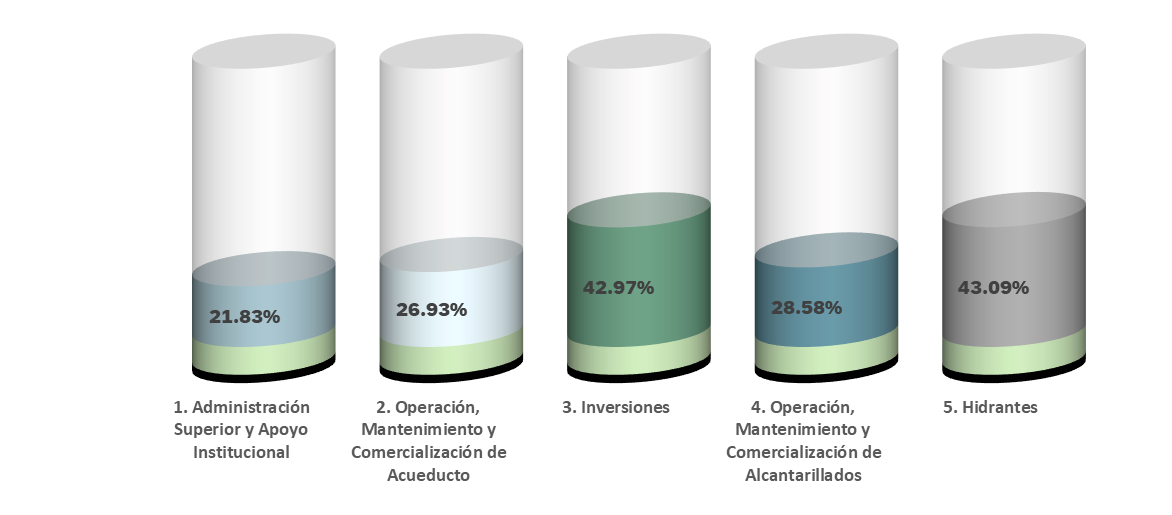 21.83%
26.93%
42.97%
28.58%
43.09%
1. Administración
Superior y Apoyo
Institucional
2. Operación,
Mantenimiento y
Comercialización de
Acueducto
3. Inversiones
4. Operación,
Mantenimiento y
Comercialización de
Alcantarillados
5. Hidrantes